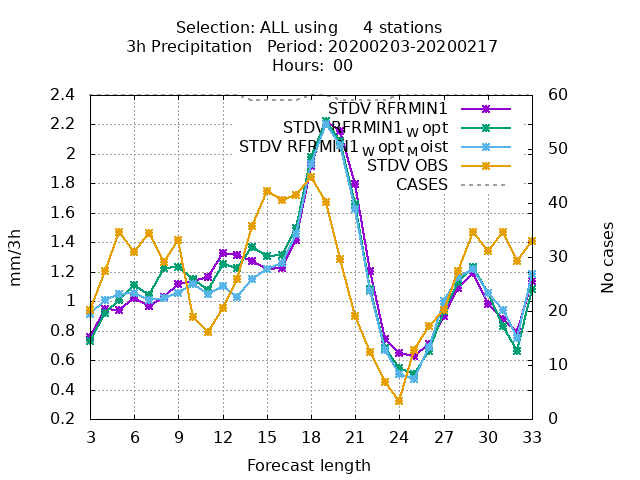 Selection: ALL using 4 stations
3h Precipitation Period: 20200203-20200217
Hours: 00
mm/3h
2.4
2.2
2
1.8
1.6
1.4
1.2
1
0.8
0.6
0.4
0.2
STDV RFRMIN1
STDV RFRMIN1 W opt
STDV RFRMIN1 W opt M oist
STDV OBS
CASES
60
50
40
30
20
10
0
No cases
3 6 9 12 15 18 21 24 27 30 33
Forecast length